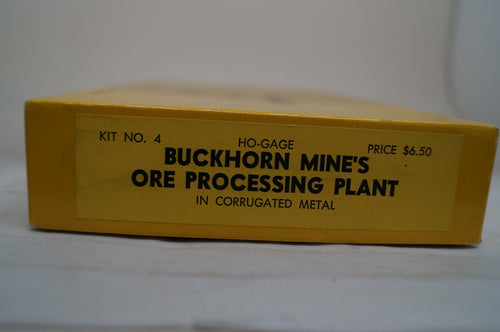 KIT NO. 4 HO-GAGE PRICE $6.50
BUCKHORN MINE'S
ORE PROCESSING PLANT
IN CORRUGATED METAL